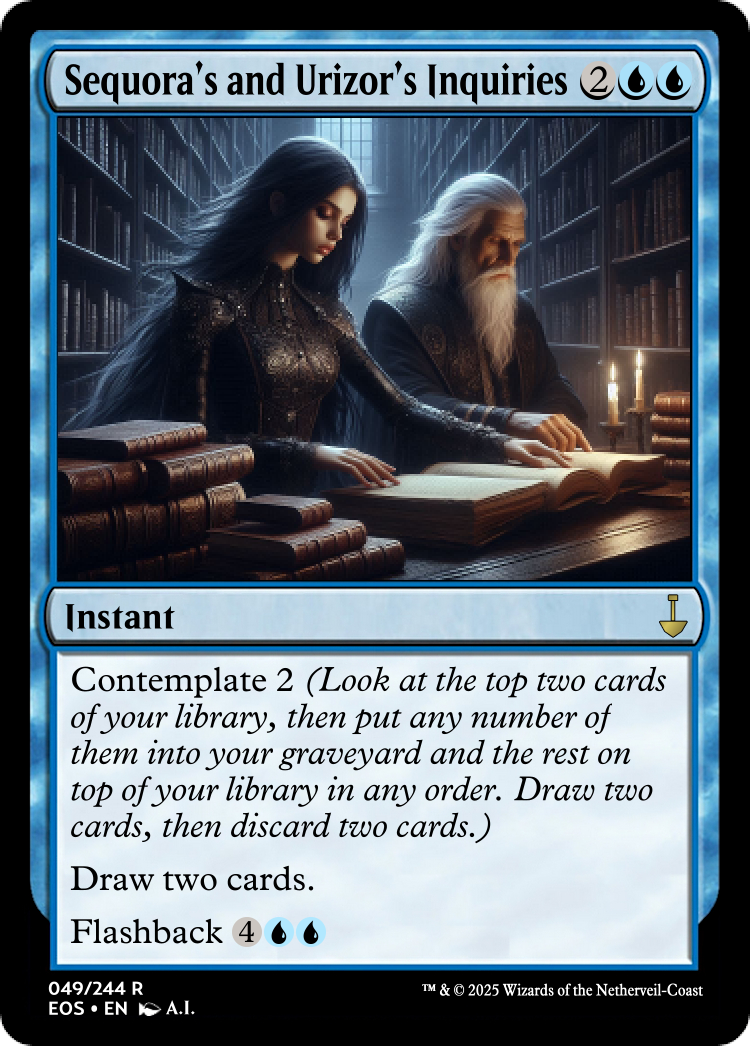 Sequora's and Urizor's Inquiries 2
Instant
Contemplate 2 (Look at the top two cards
of your library, then put any number of
them into your graveyard and the rest on
top of your library in any order. Draw two
cards, then discard two cards.)
Draw two cards.
Flashback 4
049/244 R
EOS • EN A.I.
™ & © 2025 Wizards of the Netherveil-Coast